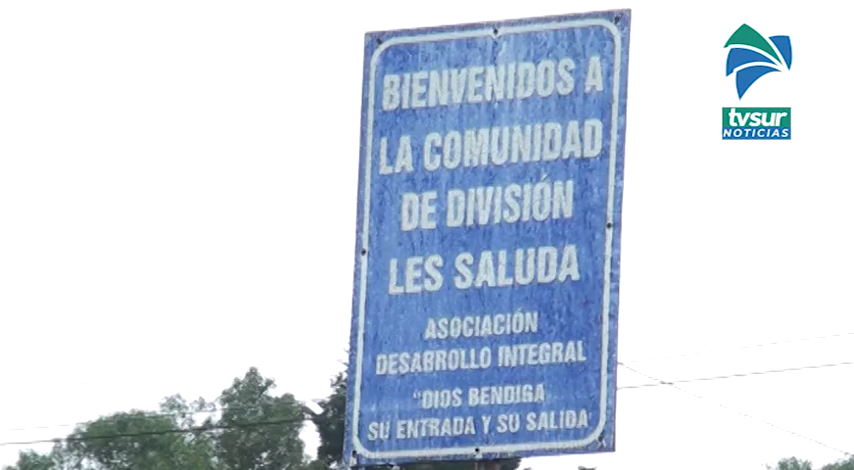 BIENVENIDOS A
LA COMUNIDAD
DE DIVISIÓN
LES SALUDA
ASOCIACIÓN
DESARROLLO INTEGRAL
"DIOS BENDIGA
SU ENTRADA Y SU SALIDA"
tvsur
NOTICIAS